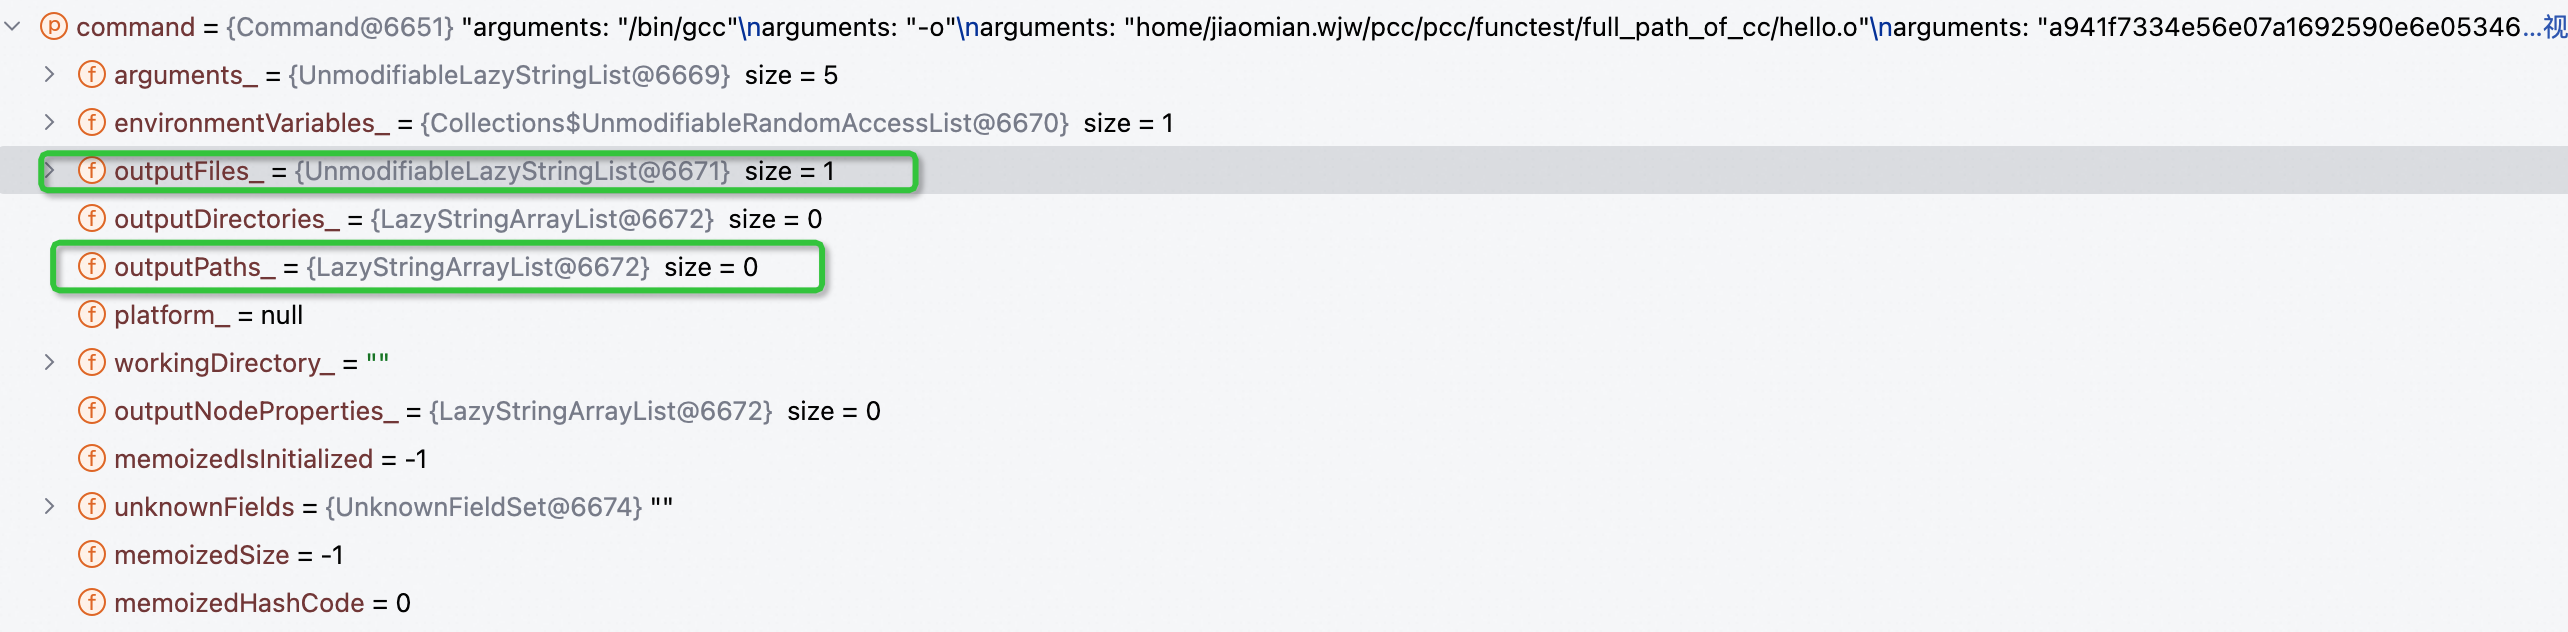 command = {Command@6651} "arguments: "/bin/gcc"\narguments: "-o"\narguments: "home/jiaomian.wjw/pcc/pcc/functest/full_path_of_cc/hello.o"\narguments: "a941f7334e56e07a1692590e6e05346...视
arguments_ = {UnmodifiableLazyStringList@6669} size = 5
environmentVariables_ = {Collections$UnmodifiableRandomAccessList@6670} size = 1
outputFiles_ = {UnmodifiableLazyStringList@6671} size = 1
outputDirectories_ = {LazyStringArrayList@6672} size = 0
outputPaths_ = {LazyStringArrayList@6672} size = 0
platform_ = null
workingDirectory_ = ""
outputNodeProperties_ = {LazyStringArrayList@6672} size = 0
memoizedIsInitialized = -1
unknownFields = {UnknownFieldSet@6674} ""
memoizedSize = -1
memoizedHashCode = 0